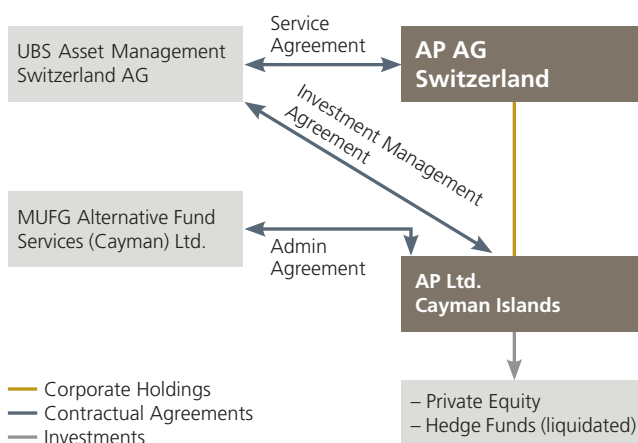 UBS Asset Management
Switzerland AG
Service
Agreement
AP AG
Switzerland
Investment Management
Agreement
MUFG Alternative Fund
Services (Cayman) Ltd.
Admin
Agreement
AP Ltd.
Cayman Islands
Corporate Holdings
Contractual Agreements
Investments
– Private Equity
– Hedge Funds (liquidated)